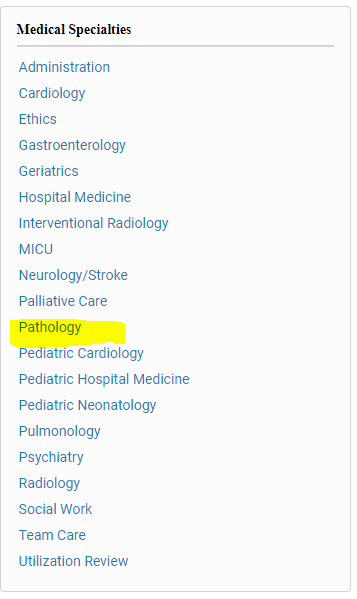 Medical Specialties
Administration
Cardiology
Ethics
Gastroenterology
Geriatrics
Hospital Medicine
Interventional Radiology
MICU
Neurology/Stroke
Palliative Care
Pathology
Pediatric Cardiology
Pediatric Hospital Medicine
Pediatric Neonatology
Pulmonology
Psychiatry
Radiology
Social Work
Team Care
Utilization Review